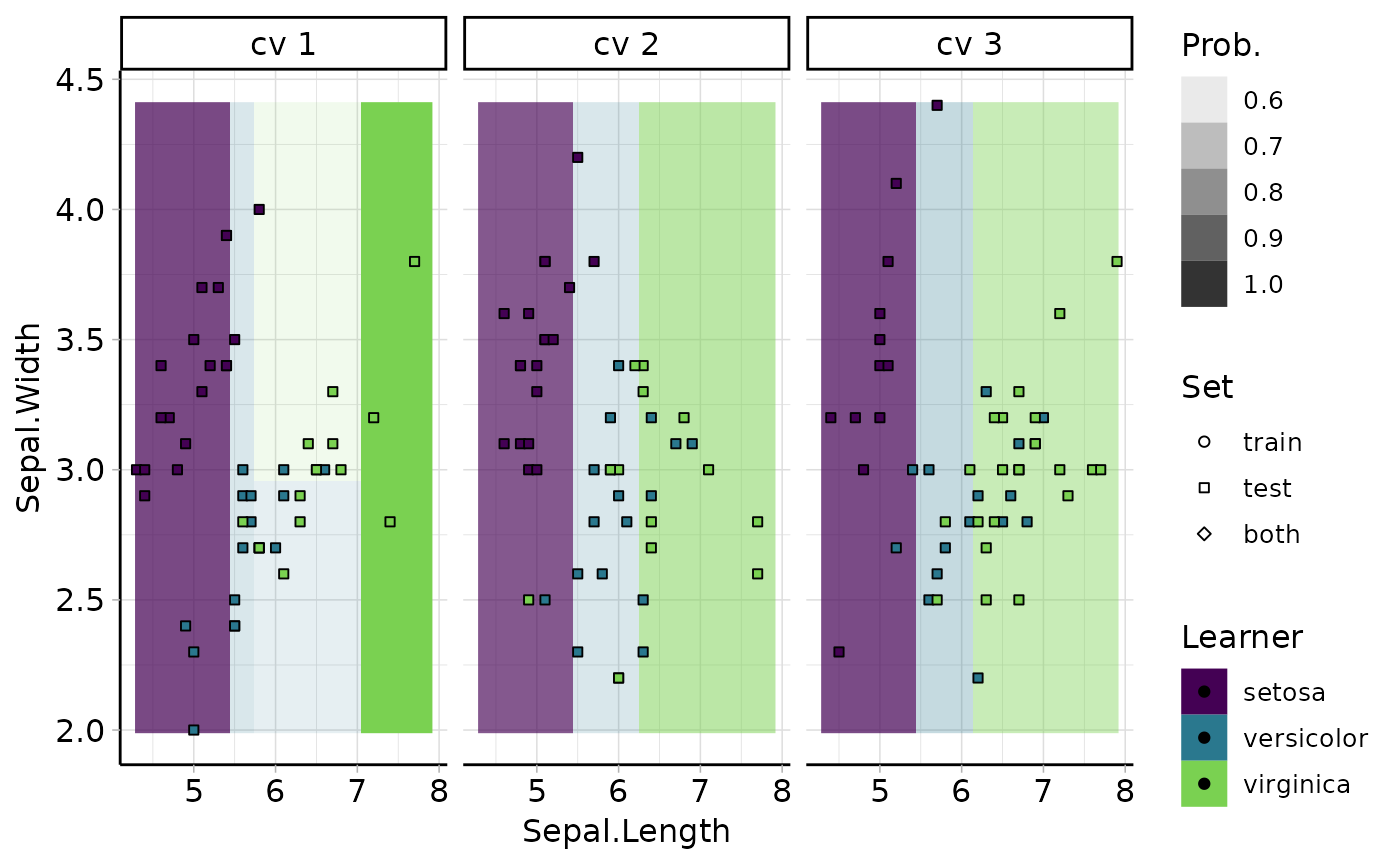 cv 1
cv 2
cv 3
Sepal.Width
4.5
4.0
3.5
3.0
2.5
2.0
5 6 7 8
5 6 7 8
5 6 7 8
Sepal.Length
Prob.
0.6
0.7
0.8
0.9
1.0
Set
train
test
both
Learner
setosa
versicolor
virginica